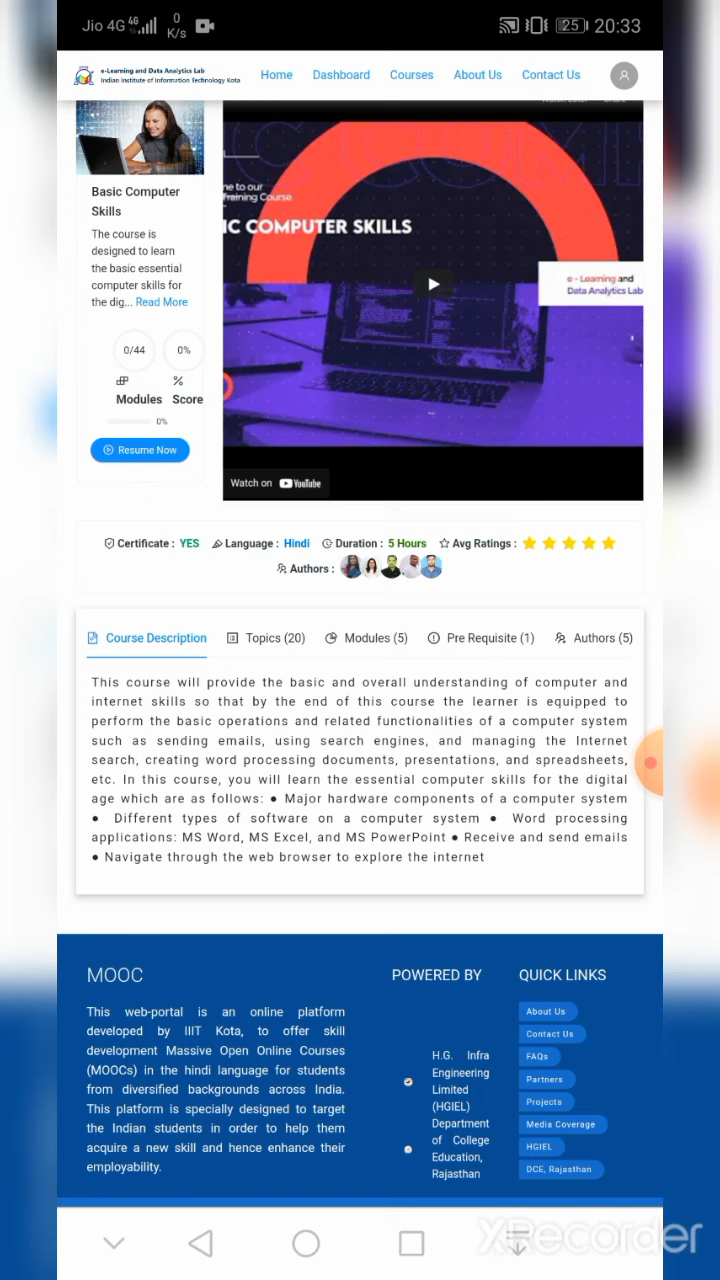 Jio 4G 4G 0 K/s 25 20:33
e-Learning and Data Analytics Lab
Indian Institute of Information Technology Kota
Home Dashboard Courses About Us Contact Us
Basic Computer
Skills
The course is
designed to learn
the basic essential
computer skills for
the dig... Read More
0/44 0%
Modules Score
0%
Resume Now
ne to our
Training Course
IC COMPUTER SKILLS
e - Learning and
Data Analytics Lab
Watch on YouTube
Certificate : YES Language : Hindi Duration : 5 Hours Avg Ratings :
Authors :
Course Description Topics (20) Modules (5) Pre Requisite (1) Authors (5)
This course will provide the basic and overall understanding of computer and
internet skills so that by the end of this course the learner is equipped to
perform the basic operations and related functionalities of a computer system
such as sending emails, using search engines, and managing the Internet
search, creating word processing documents, presentations, and spreadsheets,
etc. In this course, you will learn the essential computer skills for the digital
age which are as follows: ● Major hardware components of a computer system
● Different types of software on a computer system ● Word processing
applications: MS Word, MS Excel, and MS PowerPoint ● Receive and send emails
● Navigate through the web browser to explore the internet
MOOC
This web-portal is an online platform
developed by IIIT Kota, to offer skill
development Massive Open Online Courses
(MOOCs) in the hindi language for students
from diversified backgrounds across India.
This platform is specially designed to target
the Indian students in order to help them
acquire a new skill and hence enhance their
employability.
POWERED BY
H.G. Infra
Engineering
Limited
(HGIEL)
Department
of College
Education,
Rajasthan
QUICK LINKS
About Us
Contact Us
FAQs
Partners
Projects
Media Coverage
HGIEL
DCE, Rajasthan
XRecorder